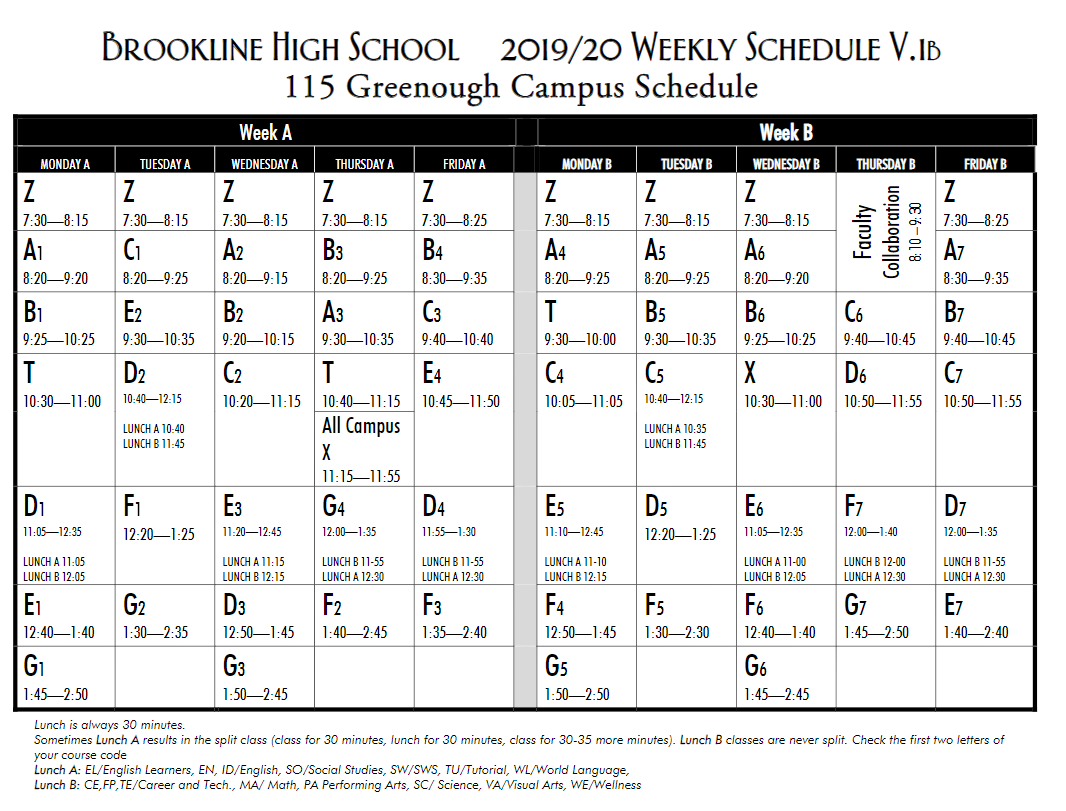 Brookline High School 2019/20 Weekly Schedule V.1b
115 Greenough Campus Schedule
Week A Week B
MONDAY A TUESDAY A WEDNESDAY A THURSDAY A FRIDAY A MONDAY B TUESDAY B WEDNESDAY B THURSDAY B FRIDAY B
Z Z Z Z Z Z Z Z Faculty Collaboration 8:10 – 9:30 Z
7:30—8:15 7:30—8:15 7:30—8:15 7:30—8:15 7:30—8:25 7:30—8:15 7:30—8:15 7:30—8:15 7:30—8:25
A1 C1 A2 B3 B4 A4 A5 A6 A7
8:20—9:20 8:20—9:25 8:20—9:15 8:20—9:25 8:30—9:35 8:20—9:25 8:20—9:25 8:20—9:20 8:30—9:35
B1 E2 B2 A3 C3 T B5 B6 C6 B7
9:25—10:25 9:30—10:35 9:20—10:15 9:30—10:35 9:40—10:40 9:30—10:00 9:30—10:35 9:25—10:25 9:40—10:45 9:40—10:45
T D2 C2 T E4 C4 C5 X D6 C7
10:30—11:00 10:40—12:15 10:20—11:15 10:40—11:15 10:45—11:50 10:05—11:05 10:40—12:15 10:30—11:00 10:50—11:55 10:50—11:55
LUNCH A 10:40 All Campus LUNCH A 10:35
LUNCH B 11:45 X LUNCH B 11:45
11:15—11:55
D1 F1 E3 G4 D4 E5 D5 E6 F7 D7
11:05—12:35 12:20—1:25 11:20—12:45 12:00—1:35 11:55—1:30 11:10—12:45 12:20—1:25 11:05—12:35 12:00—1:40 12:00—1:35
LUNCH A 11:05 LUNCH A 11:15 LUNCH B 11-55 LUNCH B 11-55 LUNCH A 11-10 LUNCH A 11-00 LUNCH B 12-00 LUNCH B 11-55
LUNCH B 12:05 LUNCH B 12:15 LUNCH A 12:30 LUNCH A 12:30 LUNCH B 12:15 LUNCH B 12:05 LUNCH A 12:30 LUNCH A 12:30
E1 G2 D3 F2 F3 F4 F5 F6 G7 E7
12:40—1:40 1:30—2:35 12:50—1:45 1:40—2:45 1:35—2:40 12:50—1:45 1:30—2:30 12:40—1:40 1:45—2:50 1:40—2:40
G1 G3 G5 G6
1:45—2:50 1:50—2:45 1:50—2:50 1:45—2:45
Lunch is always 30 minutes.
Sometimes Lunch A results in the split class (class for 30 minutes, lunch for 30 minutes, class for 30-35 more minutes). Lunch B classes are never split. Check the first two letters of
your course code
Lunch A: EL/English Learners, EN, ID/English, SO/Social Studies, SW/SWS, TU/Tutorial, WL/World Language,
Lunch B: CE,FP,TE/Career and Tech., MA/ Math, PA Performing Arts, SC/ Science, VA/Visual Arts, WE/Wellness